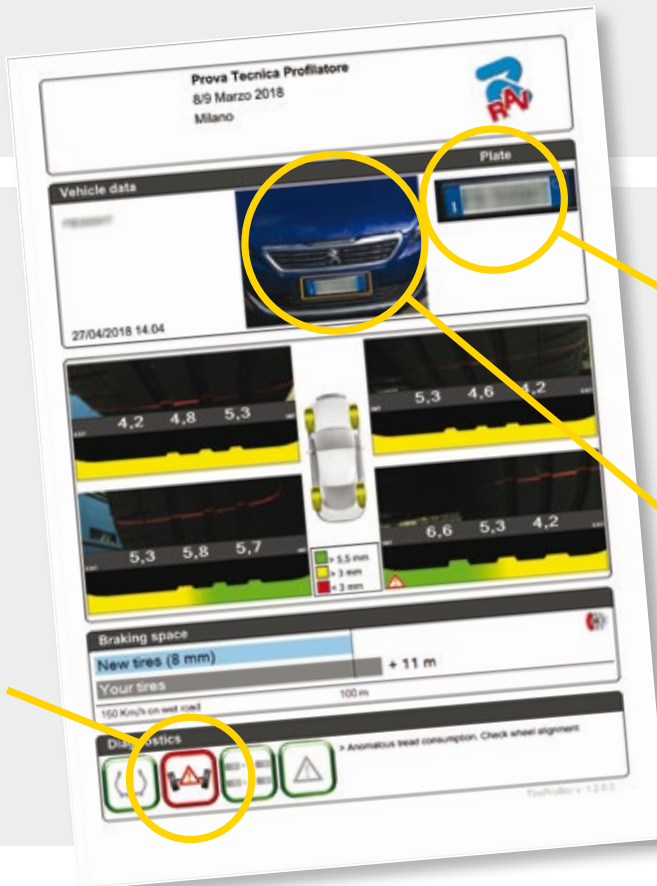 Prova Tecnica Profilatore
8/9 Marzo 2018
Milano
RAV
Plate
Vehicle data
I
27/04/2018 14.04
4,2 4,8 5,3
5,3 4,6 4,2
5,3 5,8 5,7
6,6 5,3 4,2
> 5,5 mm
> 3 mm
< 3 mm
Braking space
New tires (8 mm)
+ 11 m
Your tires
100 m
160 Km/h on wet road
Diagnostics
> Anomalous tread consumption. Check wheel alignment